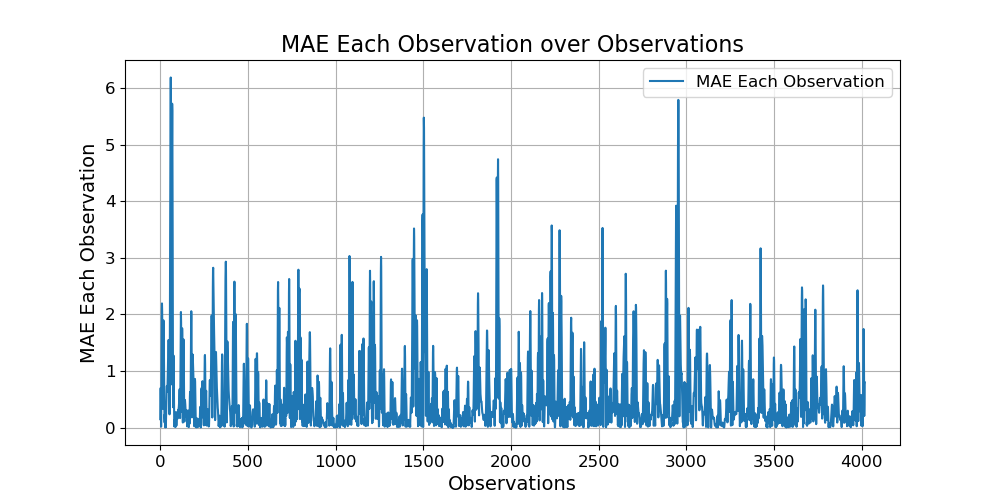 MAE Each Observation over Observations
MAE Each Observation
6
5
4
3
2
1
0
MAE Each Observation
0 500 1000 1500 2000 2500 3000 3500 4000
Observations